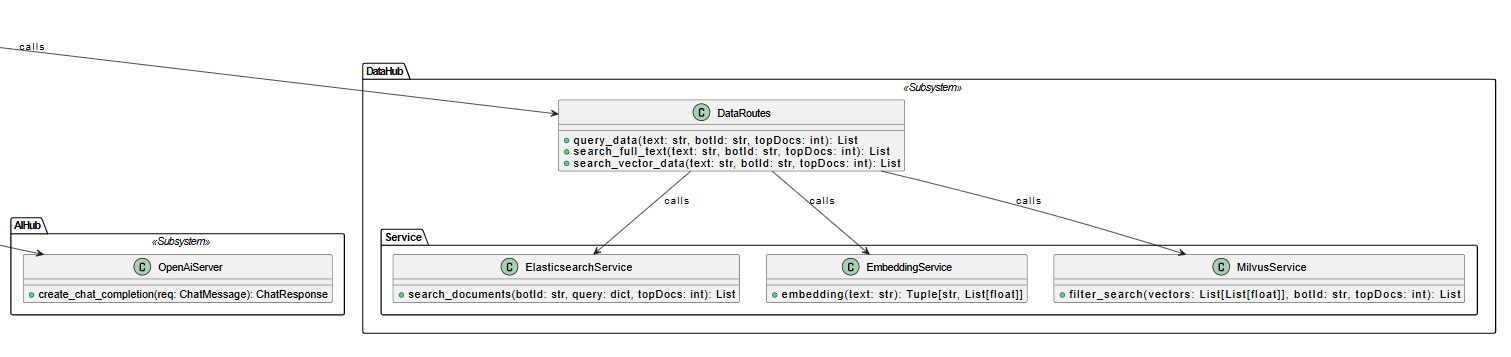 calls
DataHub
«Subsystem»
C DataRoutes
query_data(text: str, botId: str, topDocs: int): List
search_full_text(text: str, botId: str, topDocs: int): List
search_vector_data(text: str, botId: str, topDocs: int): List
calls
calls
calls
AIHub
«Subsystem»
C OpenAiServer
create_chat_completion(req: ChatMessage): ChatResponse
Service
C ElasticsearchService
search_documents(botId: str, query: dict, topDocs: int): List
C EmbeddingService
embedding(text: str): Tuple[str, List[float]]
C MilvusService
filter_search(vectors: List[List[float]], botId: str, topDocs: int): List